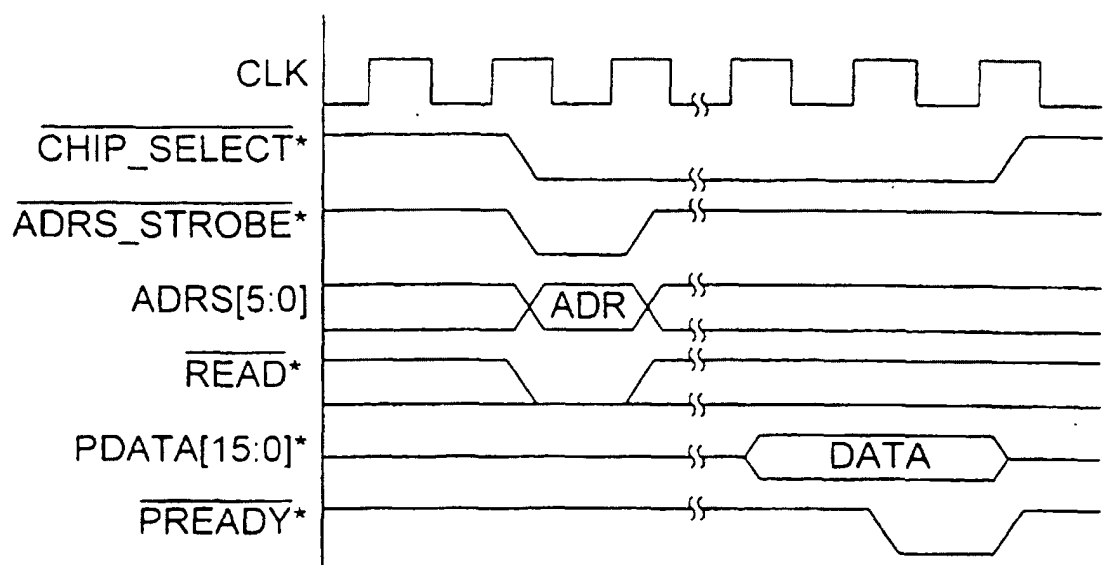 CLK
CHIP_SELECT*
ADRS_STROBE*
ADRS[5:0]
ADR
READ*
PDATA[15:0]*
DATA
PREADY*